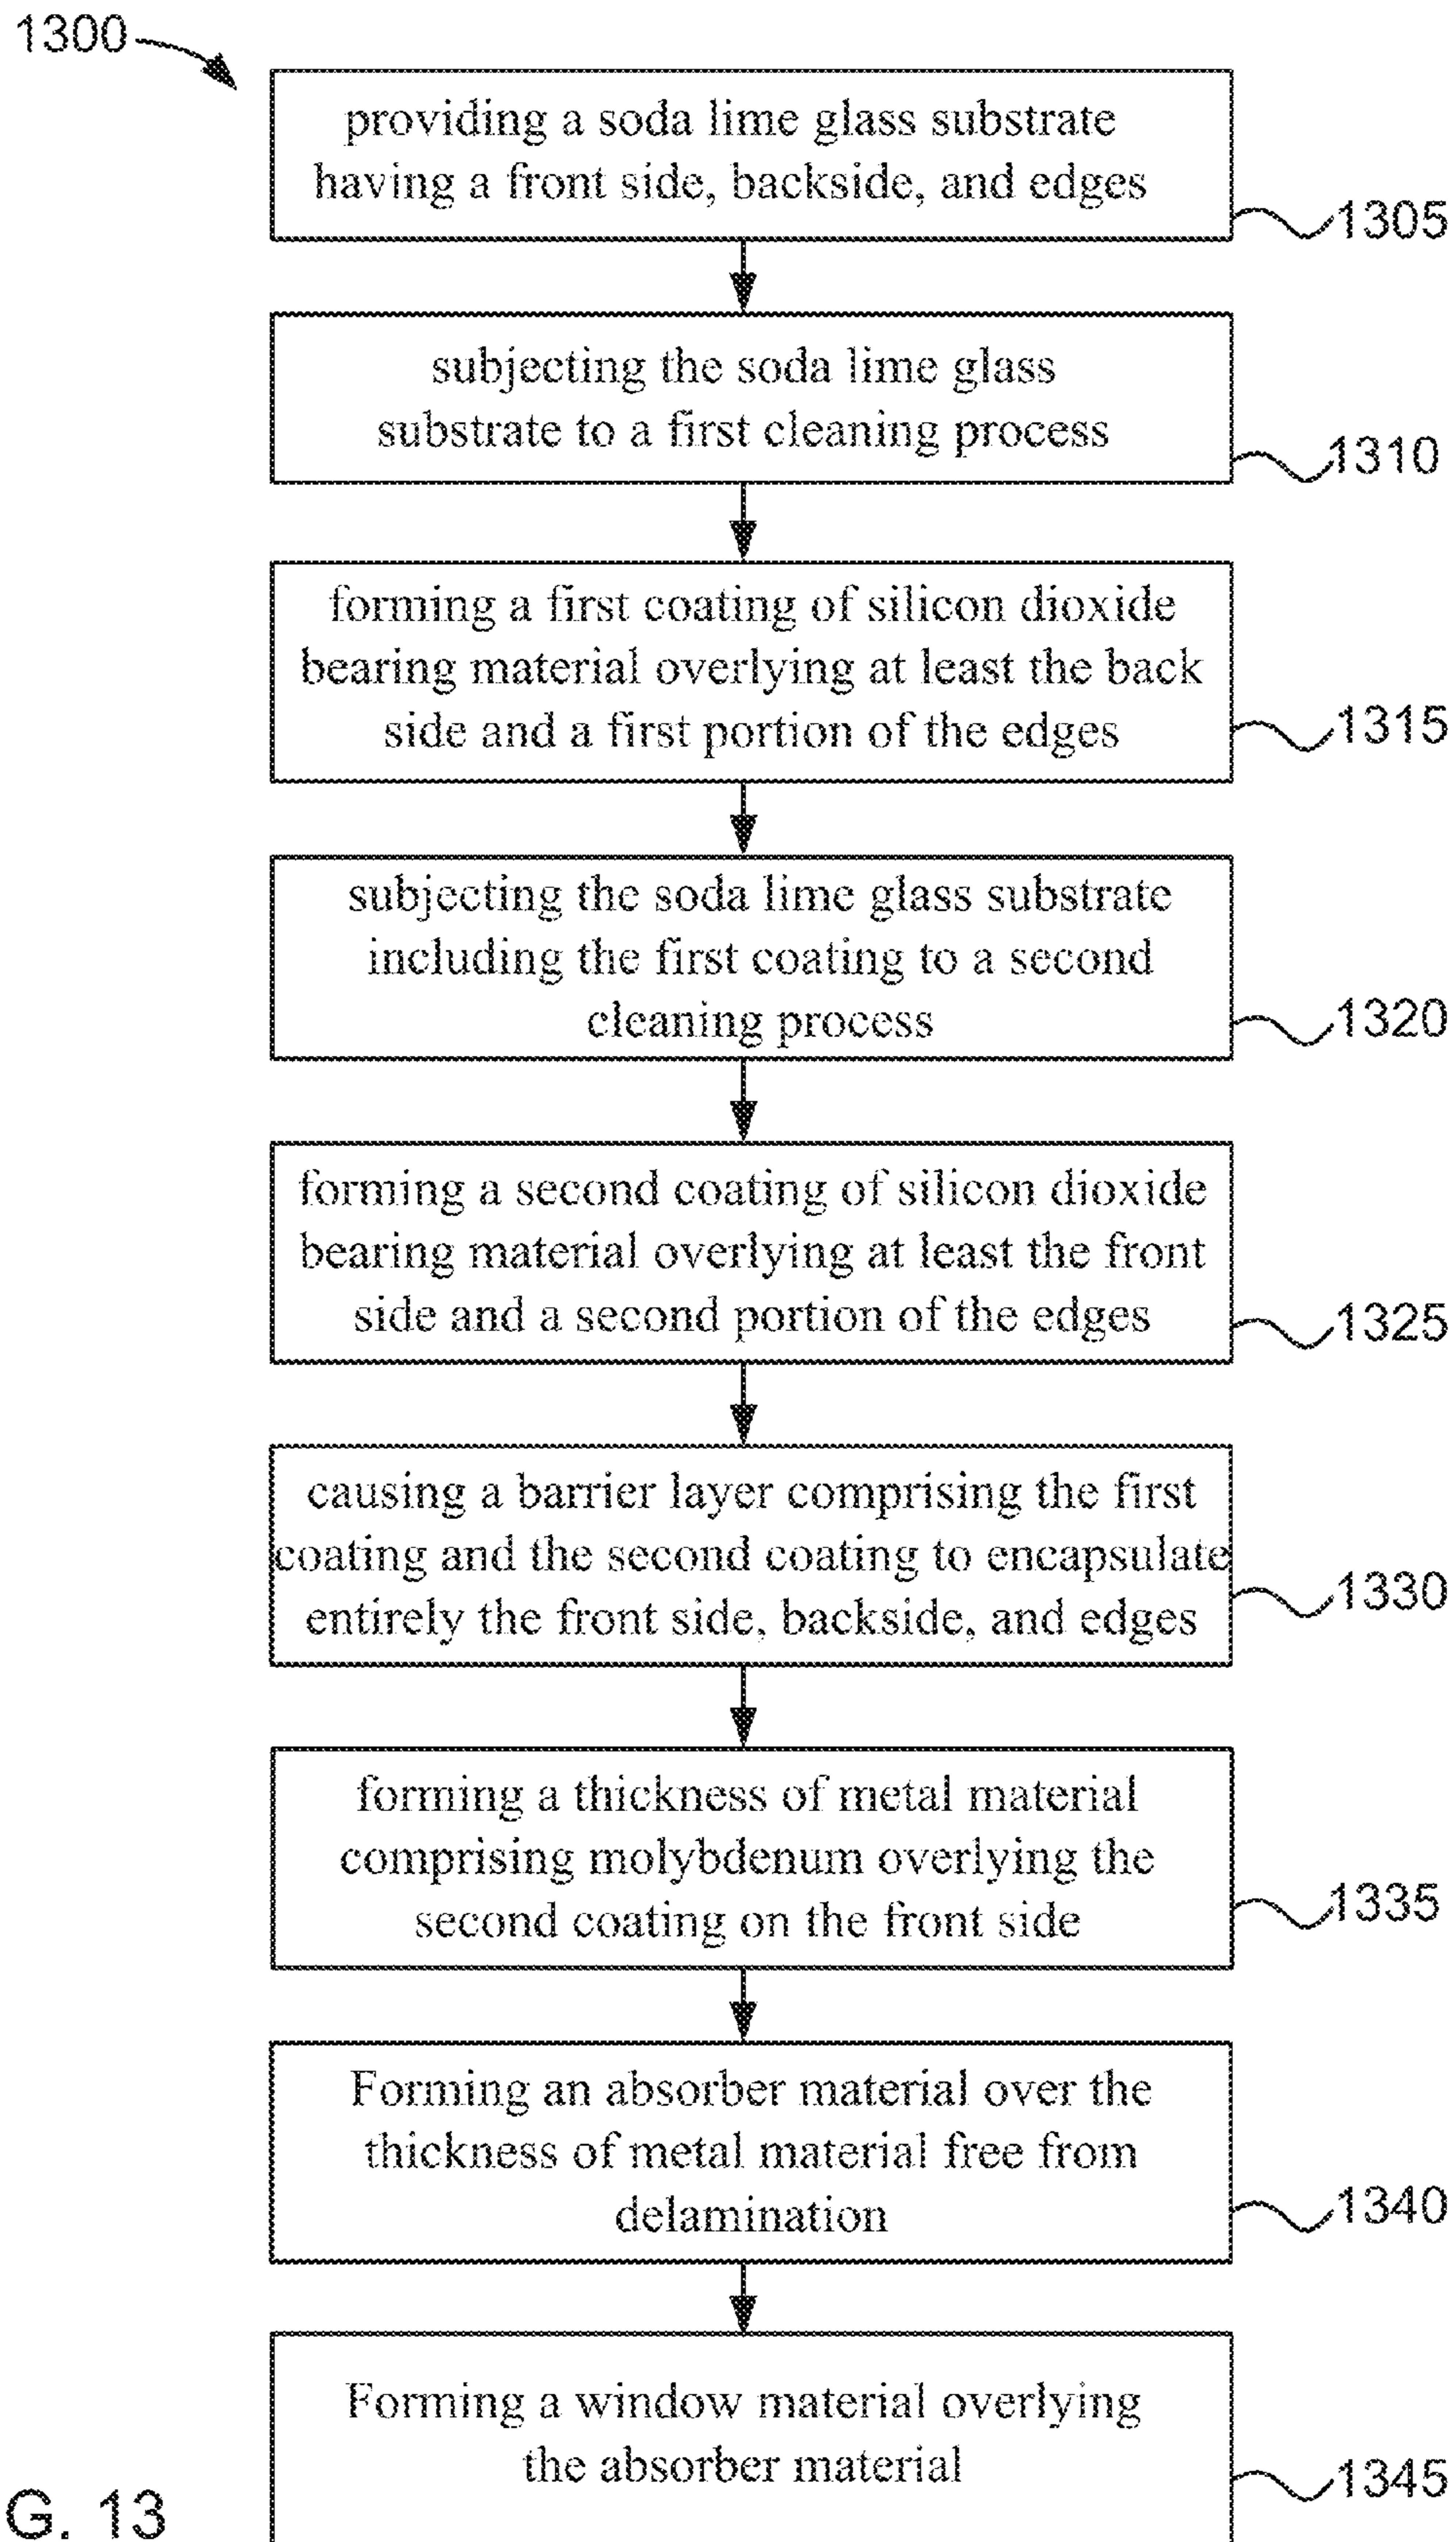 1300
providing a soda lime glass substrate
having a front side, backside, and edges
1305
subjecting the soda lime glass
substrate to a first cleaning process
1310
forming a first coating of silicon dioxide
bearing material overlying at least the back
side and a first portion of the edges
1315
subjecting the soda lime glass substrate
including the first coating to a second
cleaning process
1320
forming a second coating of silicon dioxide
bearing material overlying at least the front
side and a second portion of the edges
1325
causing a barrier layer comprising the first
coating and the second coating to encapsulate
entirely the front side, backside, and edges
1330
forming a thickness of metal material
comprising molybdenum overlying the
second coating on the front side
1335
Forming an absorber material over the
thickness of metal material free from
delamination
1340
Forming a window material overlying
the absorber material
1345
G. 13